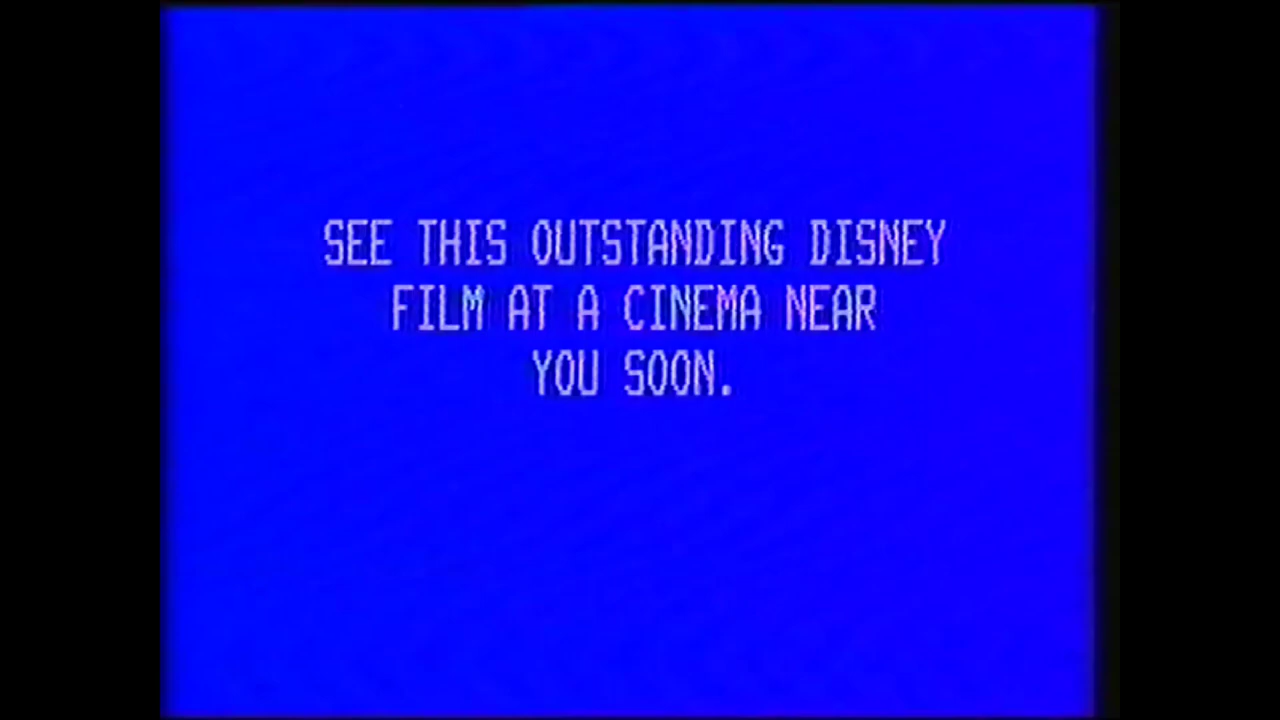 SEE THIS OUTSTANDING DISNEY
FILM AT A CINEMA NEAR
YOU SOON.